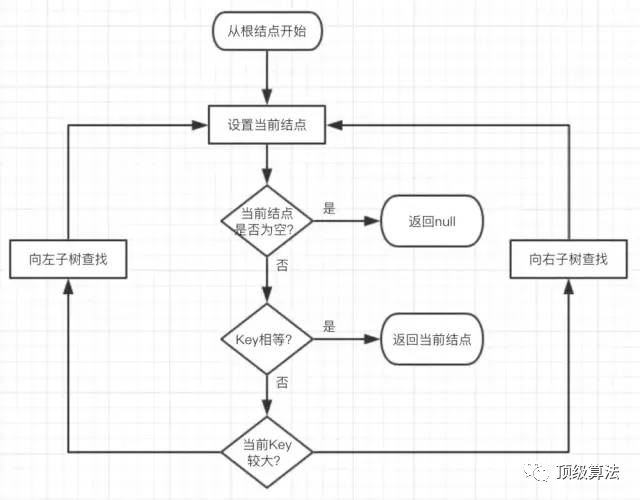 从根结点开始
设置当前结点
当前结点
是否为空？
是
返回null
向左子树查找
向右子树查找
否
Key相等？
是
返回当前结点
否
当前Key
较大？
顶级算法